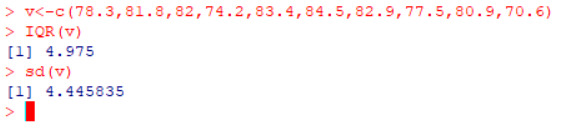 > v<-c(78.3,81.8,82,74.2,83.4,84.5,82.9,77.5,80.9,70.6)
> IQR(v)
[1] 4.975
> sd(v)
[1] 4.445835
>